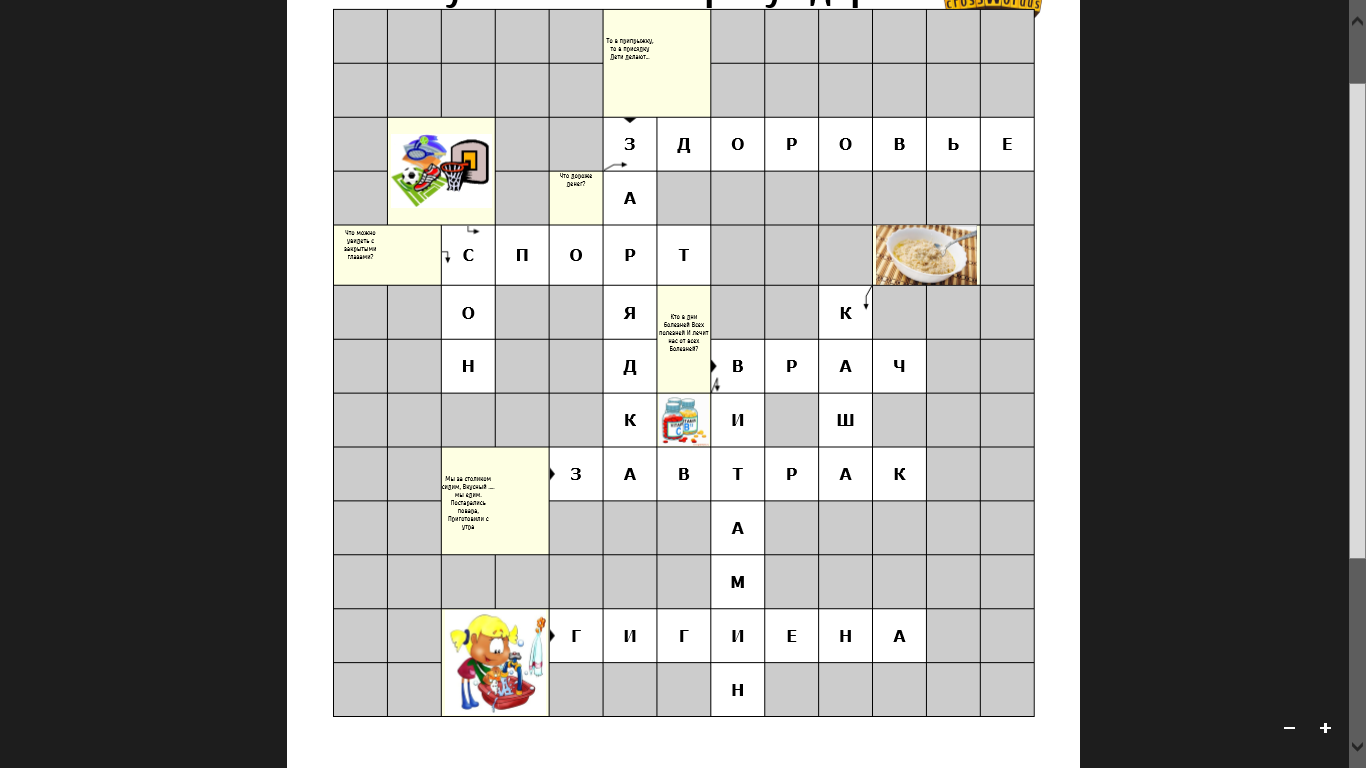 crosswords
То в припрыжку,
то в присядку
Дети делают...
З Д О Р О В Ь Е
Что дороже
денег?
А
Что можно
увидеть с
закрытыми
глазами?
С П О Р Т
О Я К
Кто в дни
болезней Всех
полезней И лечит
нас от всех
Болезней?
Н Д В Р А Ч
К И Ш
Мы за столиком
сидим, Вкусный ....
мы едим.
Постарались
повара,
Приготовили с
утра
З А В Т Р А К
А
М
Г И Г И Е Н А
Н